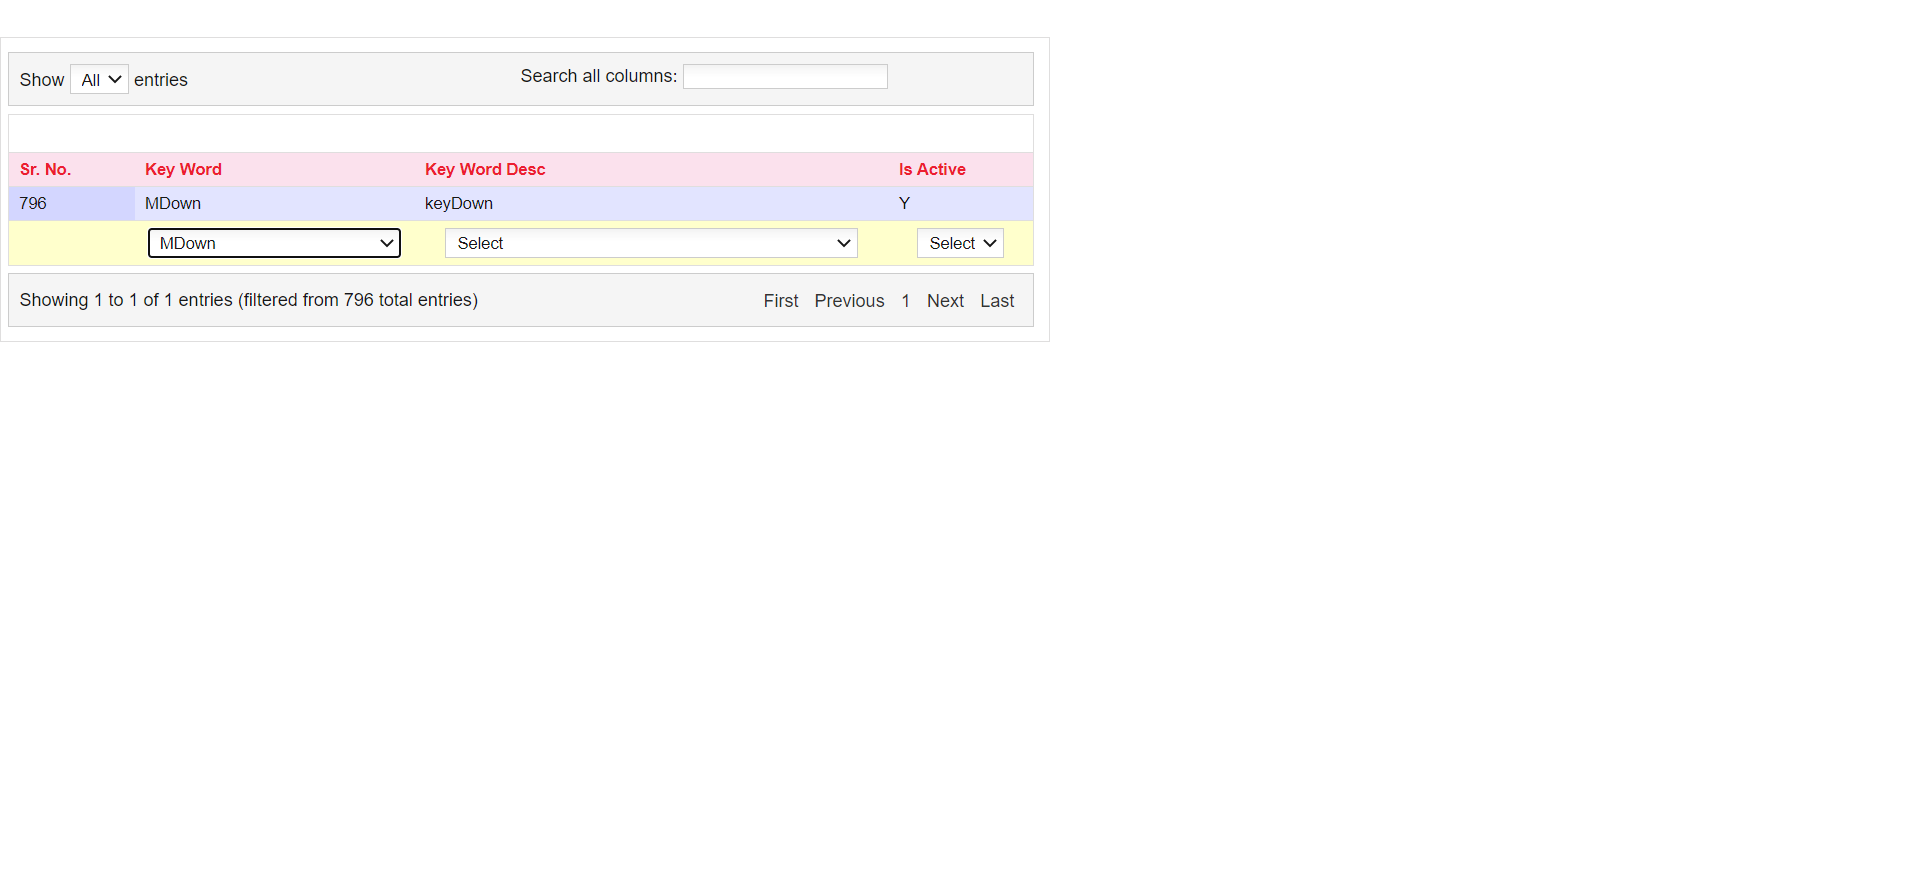 Show All entries Search all columns:
Sr. No. Key Word Key Word Desc Is Active
796 MDown keyDown Y
MDown Select Select
Showing 1 to 1 of 1 entries (filtered from 796 total entries) First Previous 1 Next Last